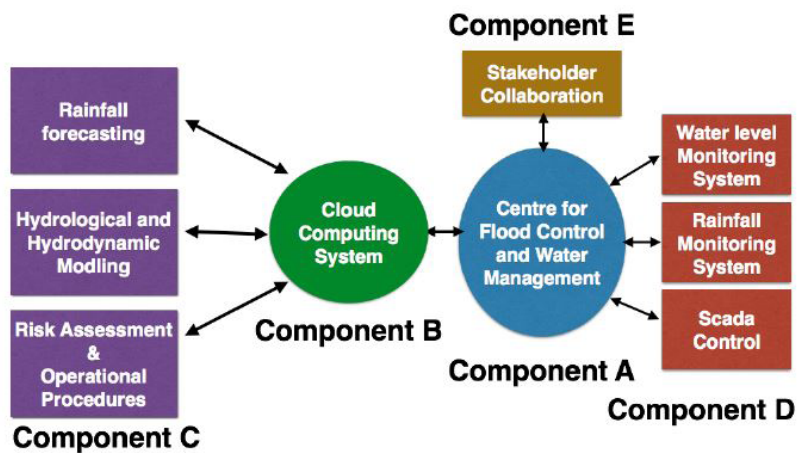 Component E
Stakeholder
Collaboration
Rainfall
forecasting
Hydrological and
Hydrodynamic
Modling
Risk Assessment
&
Operational
Procedures
Component C
Cloud
Computing
System
Component B
Centre for
Flood Control
and Water
Management
Component A
Water level
Monitoring
System
Rainfall
Monitoring
System
Scada
Control
Component D